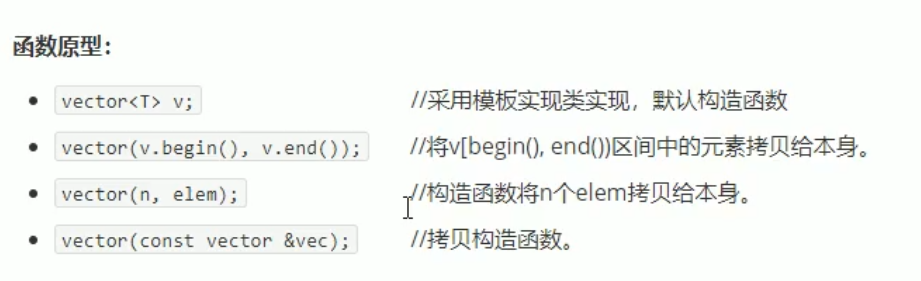 函数原型：
• vector<T> v; //采用模板实现类实现，默认构造函数
• vector(v.begin(), v.end()); //将v[begin(), end())区间中的元素拷贝给本身。
• vector(n, elem); //构造函数将n个elem拷贝给本身。
• vector(const vector &vec); //拷贝构造函数。